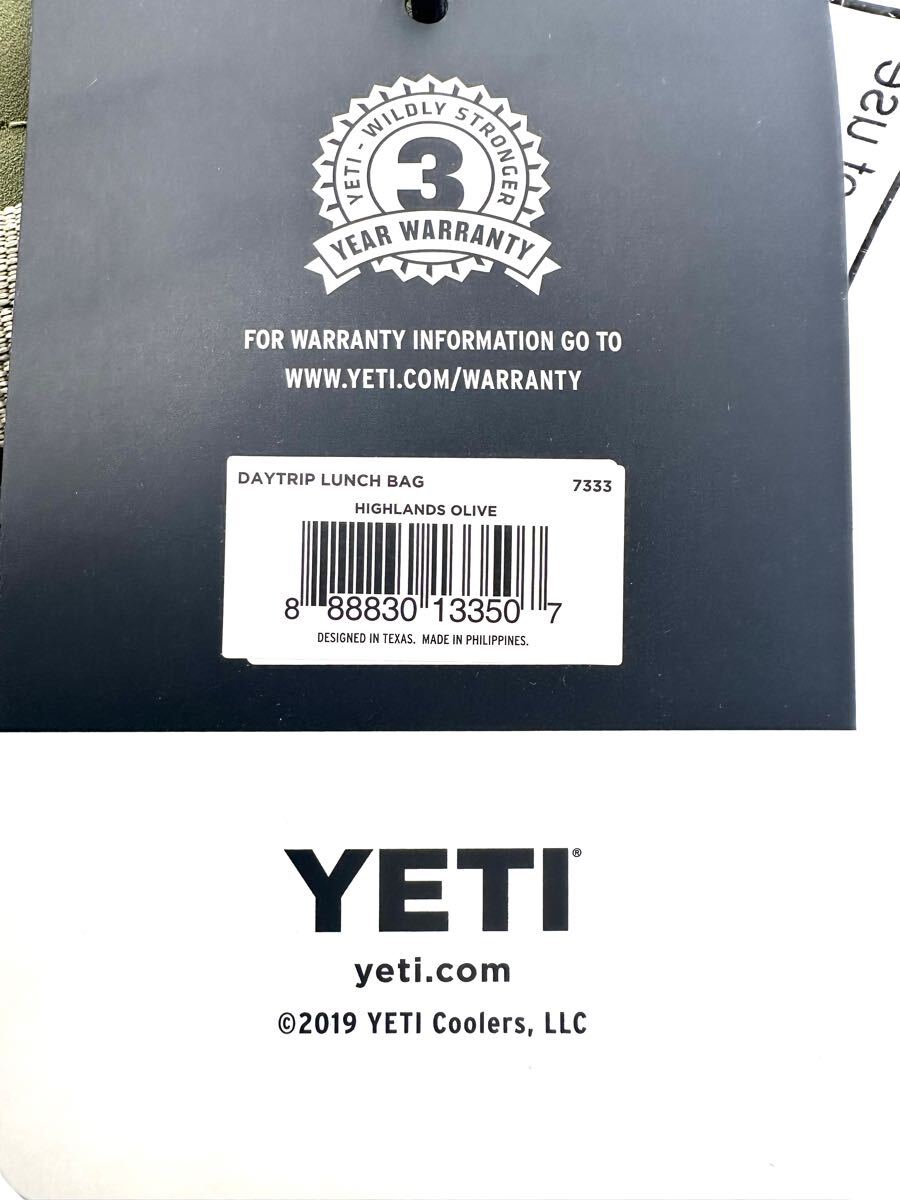 YETI - WILDLY STRONGER
3
YEAR WARRANTY
FOR WARRANTY INFORMATION GO TO
WWW.YETI.COM/WARRANTY
DAYTRIP LUNCH BAG 7333
HIGHLANDS OLIVE
8 88830 13350 7
DESIGNED IN TEXAS. MADE IN PHILIPPINES.
YETI®
yeti.com
©2019 YETI Coolers, LLC
use